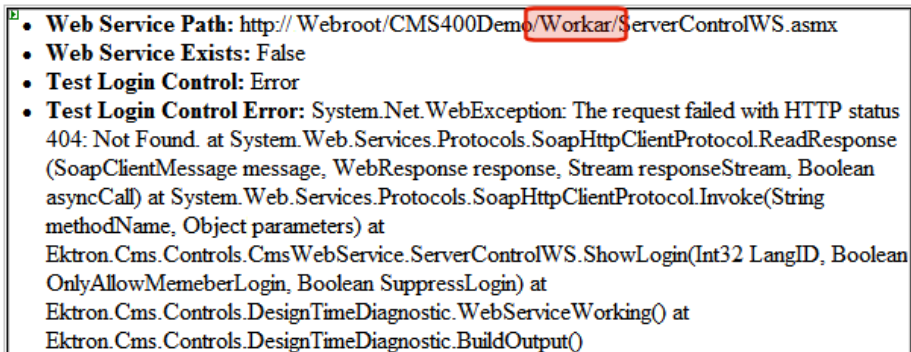 • Web Service Path: http:// Webroot/CMS400Demo/Workar/ServerControlWS.asmx
• Web Service Exists: False
• Test Login Control: Error
• Test Login Control Error: System.Net.WebException: The request failed with HTTP status
404: Not Found. at System.Web.Services.Protocols.SoapHttpClientProtocol.ReadResponse
(SoapClientMessage message, WebResponse response, Stream responseStream, Boolean
asyncCall) at System.Web.Services.Protocols.SoapHttpClientProtocol.Invoke(String
methodName, Object parameters) at
Ektron.Cms.Controls.CmsWebService.ServerControlWS.ShowLogin(Int32 LangID, Boolean
OnlyAllowMemeberLogin, Boolean SuppressLogin) at
Ektron.Cms.Controls.DesignTimeDiagnostic.WebServiceWorking() at
Ektron.Cms.Controls.DesignTimeDiagnostic.BuildOutput()